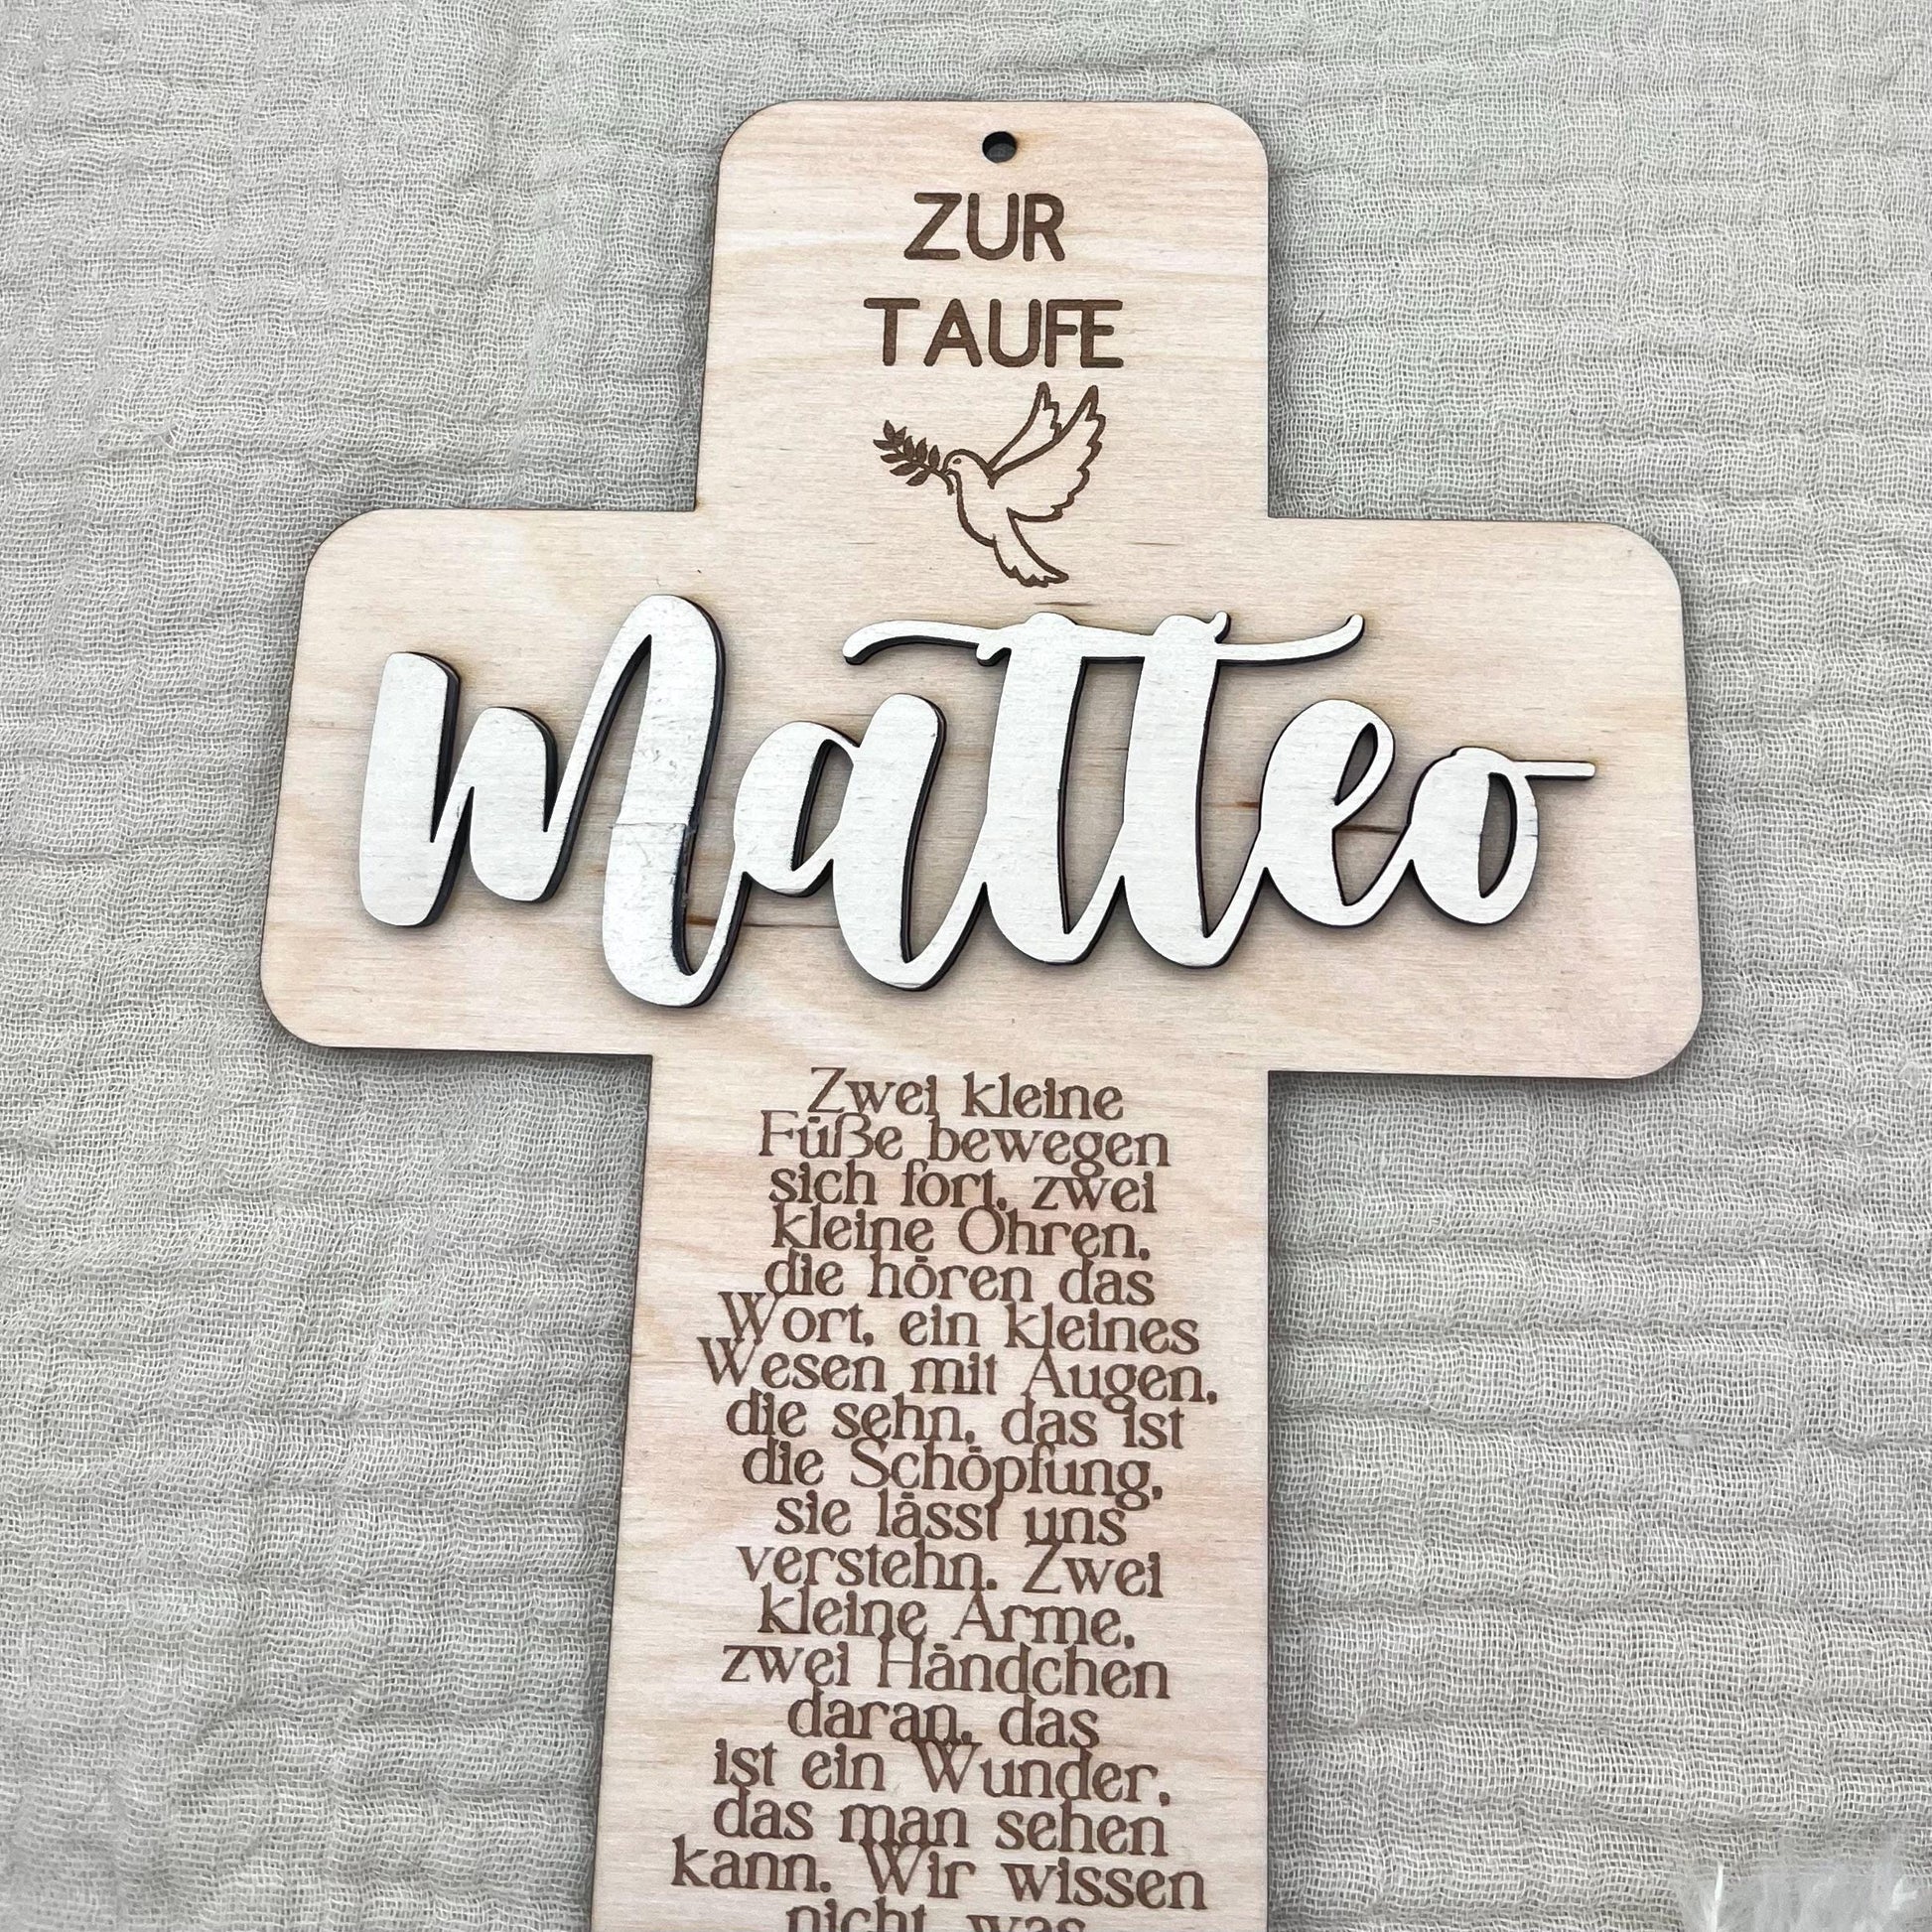 ZUR
TAUFE
Matteo
Zwei kleine
Füße bewegen
sich fort, zwei
kleine Ohren,
die hören das
Wort, ein kleines
Wesen mit Augen,
die sehn, das ist
die Schöpfung,
sie lässt uns
verstehn. Zwei
kleine Arme,
zwei Händchen
daran, das
ist ein Wunder,
das man sehen
kann. Wir wissen
nicht, was